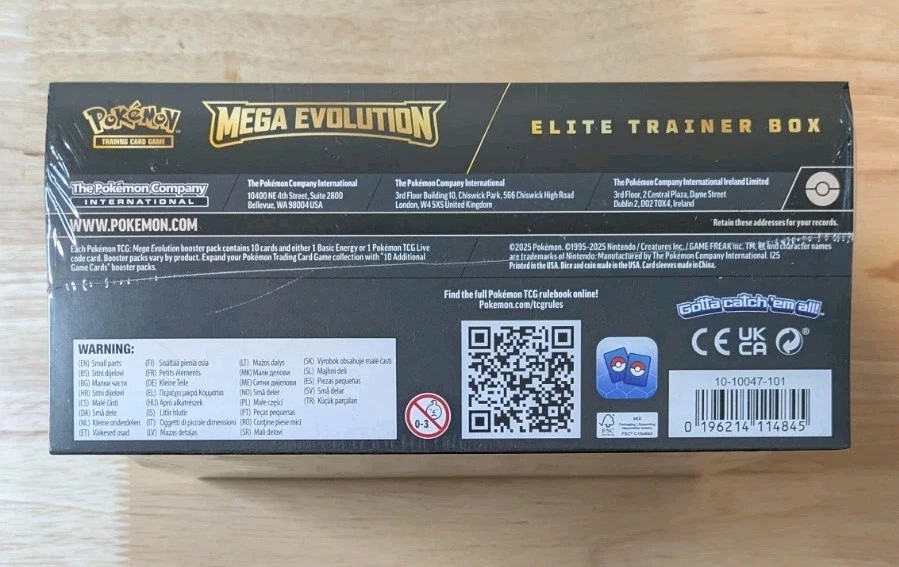 POKÉMON
TRADING CARD GAME
MEGA EVOLUTION
ELITE TRAINER BOX
The Pokémon Company
INTERNATIONAL
The Pokémon Company International
10400 NE 4th Street, Suite 2800
Bellevue, WA 98004 USA
The Pokémon Company International
3rd Floor Building 10, Chiswick Park, 566 Chiswick High Road
London, W4 5XS United Kingdom
The Pokémon Company International Ireland Limited
3rd Floor, 2 Central Plaza, Dame Street
Dublin 2, D02 T0X4, Ireland
WWW.POKEMON.COM
Retain these addresses for your records.
Each Pokémon TCG: Mega Evolution booster pack contains 10 cards and either 1 Basic Energy or 1 Pokémon TCG Live
code card. Booster packs vary by product. Expand your Pokémon Trading Card Game collection with "10 Additional
Game Cards" booster packs.
©2025 Pokémon. ©1995–2025 Nintendo / Creatures Inc. / GAME FREAK inc. TM, ®, and character names
are trademarks of Nintendo. Manufactured by The Pokémon Company International. 125
Printed in the USA. Dice and coin made in the USA. Card sleeves made in China.
Find the full Pokémon TCG rulebook online!
Pokemon.com/tcgrules
Gotta catch 'em all!
WARNING:
(EN) Small parts
(BS) Sitni dijelovi
(BG) Малки части
(HR) Sitni dijelovi
(CS) Malé části
(DA) Små dele
(NL) Kleine onderdelen
(ET) Väikesed osad
(FI) Sisältää pieniä osia
(FR) Petits éléments
(DE) Kleine Teile
(EL) Περιέχει μικρά Κομμάτια
(HU) Apró alkatrészek
(IS) Litlir hlutir
(IT) Oggetti di piccole dimensioni
(LV) Mazas detaļas
(LT) Mažos dalys
(MK) Мали делови
(ME) Ситни дијелови
(NO) Små deler
(PL) Małe części
(PT) Peças pequenas
(RO) Conține piese mici
(SR) Mali delovi
(SK) Výrobok obsahuje malé časti
(SL) Majhni deli
(ES) Piezas pequeñas
(SV) Små delar
(TR) Küçük parçaları
0-3
FSC
MIX
CE UK CA
10-10047-101
0 196214 114845